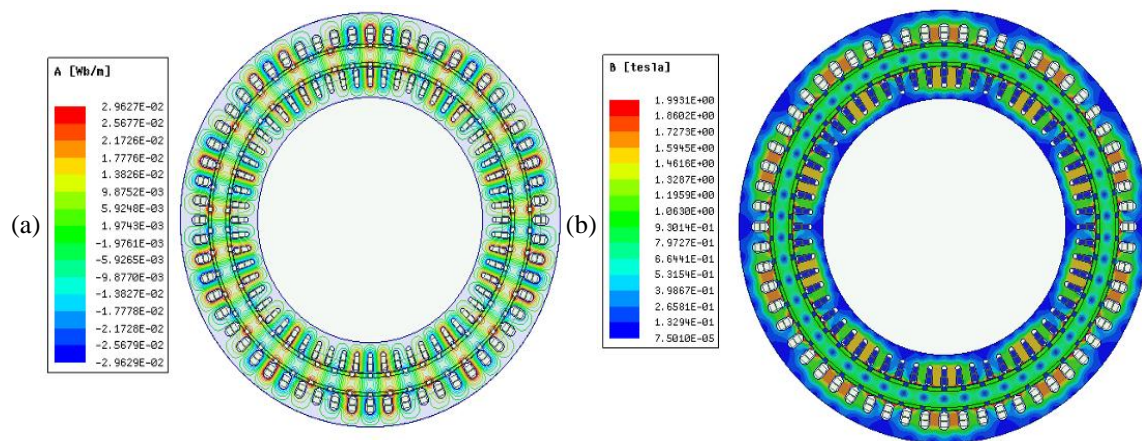 (a)
A [Wb/m]
2.9627E-02
2.5677E-02
2.1726E-02
1.7776E-02
1.3826E-02
9.8752E-03
5.9248E-03
1.9743E-03
-1.9761E-03
-5.9265E-03
-9.8770E-03
-1.3827E-02
-1.7778E-02
-2.1728E-02
-2.5679E-02
-2.9629E-02
(b)
B [tesla]
1.9931E+00
1.8602E+00
1.7273E+00
1.5945E+00
1.4616E+00
1.3287E+00
1.1959E+00
1.0630E+00
9.3014E-01
7.9727E-01
6.6441E-01
5.3154E-01
3.9867E-01
2.6581E-01
1.3294E-01
7.5010E-05